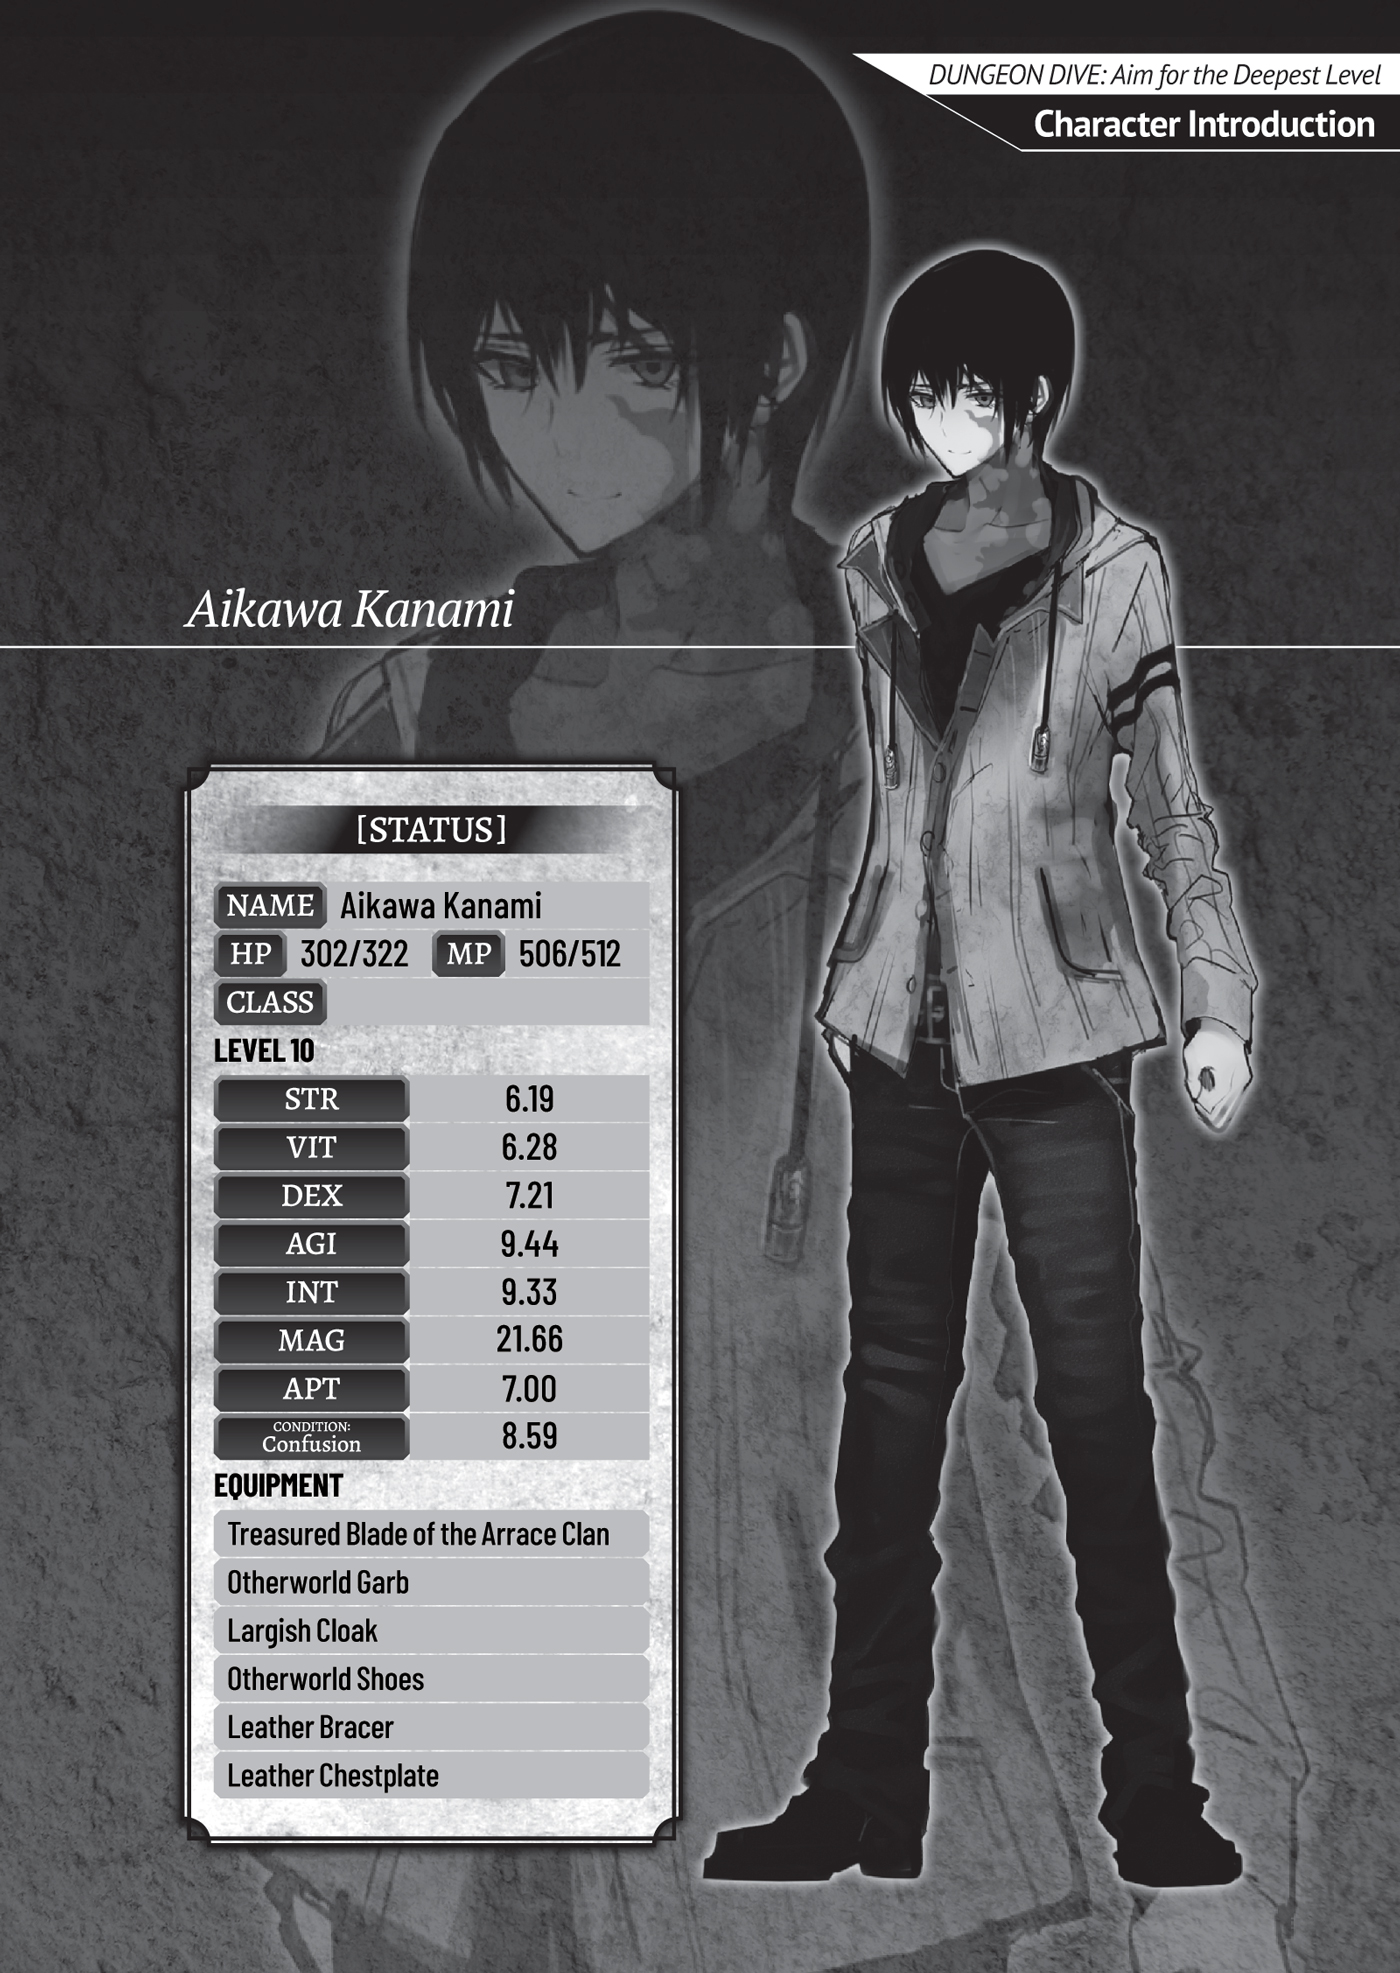 DUNGEON DIVE: Aim for the Deepest Level
Character Introduction
Aikawa Kanami
[STATUS]
NAME Aikawa Kanami
HP 302/322 MP 506/512
CLASS
LEVEL 10
STR 6.19
VIT 6.28
DEX 7.21
AGI 9.44
INT 9.33
MAG 21.66
APT 7.00
CONDITION:
Confusion 8.59
EQUIPMENT
Treasured Blade of the Arrace Clan
Otherworld Garb
Largish Cloak
Otherworld Shoes
Leather Bracer
Leather Chestplate